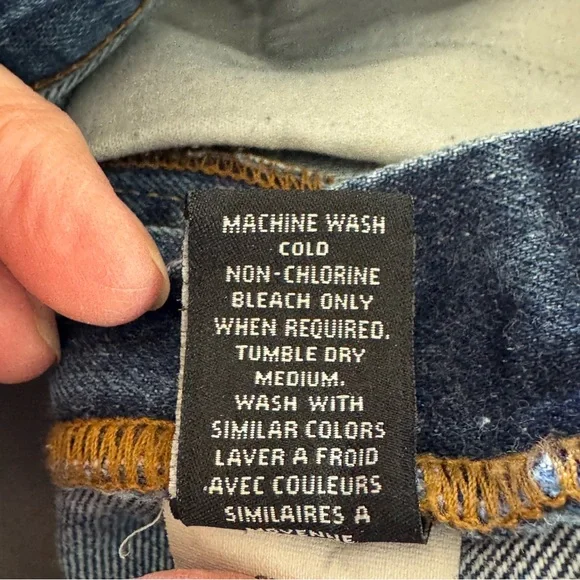 MACHINE WASH
COLD
NON-CHLORINE
BLEACH ONLY
WHEN REQUIRED.
TUMBLE DRY
MEDIUM.
WASH WITH
SIMILAR COLORS
LAVER A FROID
.AVEC COULEURS
SIMILAIRES A
MOYENNE